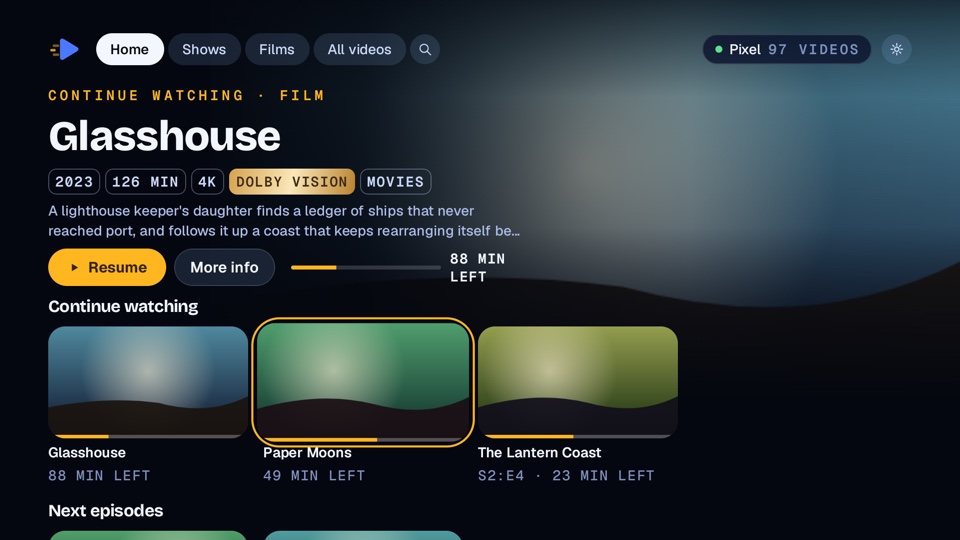 Home Shows Films All videos Pixel 97 VIDEOS
CONTINUE WATCHING · FILM
Glasshouse
2023 126 MIN 4K DOLBY VISION MOVIES
A lighthouse keeper's daughter finds a ledger of ships that never
reached port, and follows it up a coast that keeps rearranging itself be…
Resume More info 88 MIN
LEFT
Continue watching
Glasshouse Paper Moons The Lantern Coast
88 MIN LEFT 49 MIN LEFT S2:E4 · 23 MIN LEFT
Next episodes